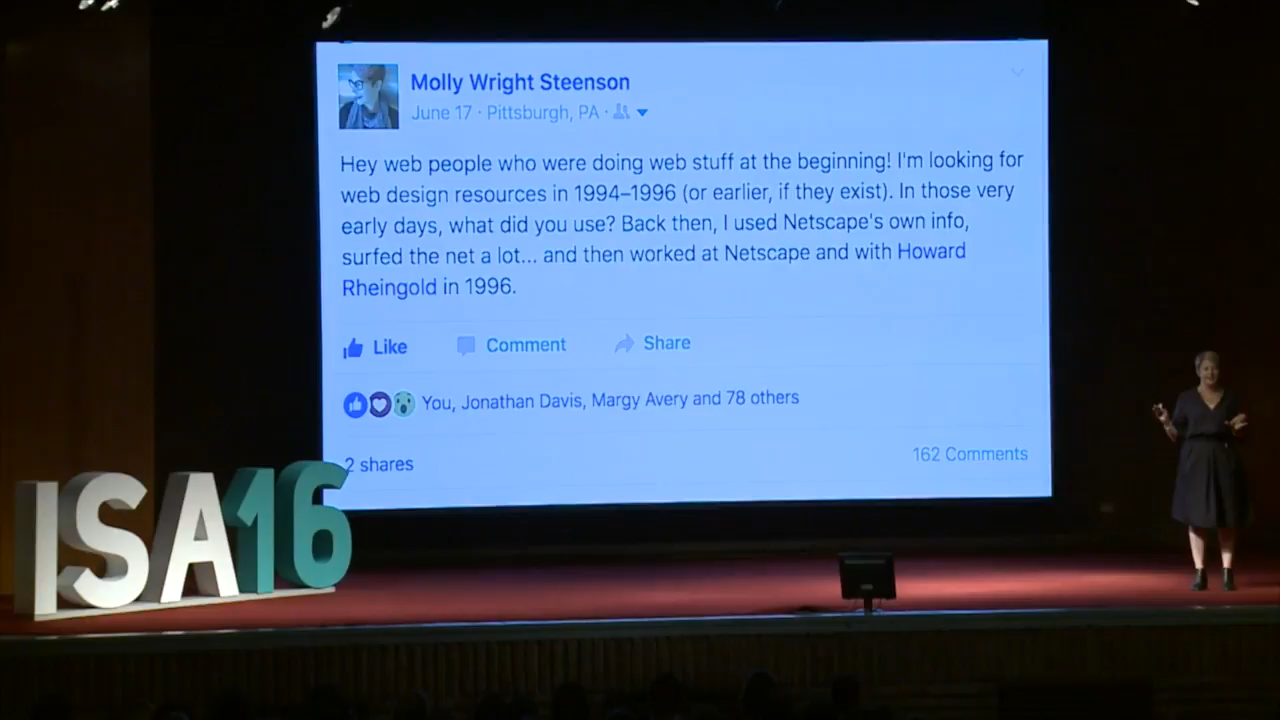 Molly Wright Steenson
June 17 · Pittsburgh, PA ·
Hey web people who were doing web stuff at the beginning! I'm looking for
web design resources in 1994–1996 (or earlier, if they exist). In those very
early days, what did you use? Back then, I used Netscape's own info,
surfed the net a lot... and then worked at Netscape and with Howard
Rheingold in 1996.
Like Comment Share
You, Jonathan Davis, Margy Avery and 78 others
2 shares 162 Comments
ISA16